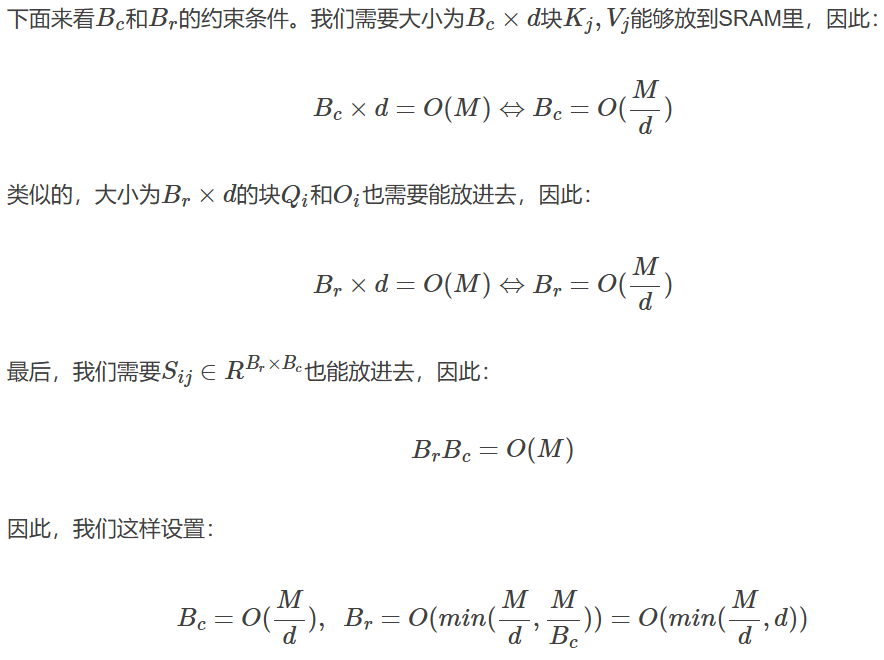 下面来看$B_c$和$B_r$的约束条件。我们需要大小为$B_c \times d$块$K_j, V_j$能够放到SRAM里，因此：
$B_c \times d = O(M) \Leftrightarrow B_c = O(\frac{M}{d})$
类似的，大小为$B_r \times d$的块$Q_i$和$O_i$也需要能放进去，因此：
$B_r \times d = O(M) \Leftrightarrow B_r = O(\frac{M}{d})$
最后，我们需要$S_{ij} \in R^{B_r \times B_c}$也能放进去，因此：
$B_r B_c = O(M)$
因此，我们这样设置：
$B_c = O(\frac{M}{d}), \ B_r = O(min(\frac{M}{d}, \frac{M}{B_c})) = O(min(\frac{M}{d}, d))$